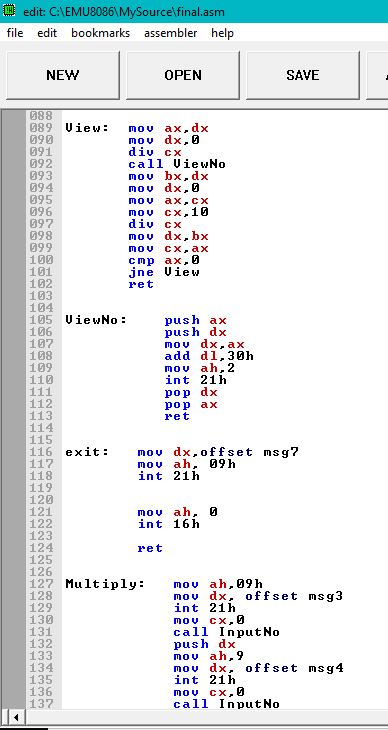 edit: C:\EMU8086\MySource\final.asm
file edit bookmarks assembler help
NEW OPEN SAVE
088
089 View: mov ax,dx
090 mov dx,0
091 div cx
092 call ViewNo
093 mov bx,dx
094 mov dx,0
095 mov ax,cx
096 mov cx,10
097 div cx
098 mov dx,bx
099 mov cx,ax
100 cmp ax,0
101 jne View
102 ret
103
104
105 ViewNo: push ax
106 push dx
107 mov dx,ax
108 add dl,30h
109 mov ah,2
110 int 21h
111 pop dx
112 pop ax
113 ret
114
115
116 exit: mov dx,offset msg7
117 mov ah, 09h
118 int 21h
119
120
121 mov ah, 0
122 int 16h
123
124 ret
125
126
127 Multiply: mov ah,09h
128 mov dx, offset msg3
129 int 21h
130 mov cx,0
131 call InputNo
132 push dx
133 mov ah,9
134 mov dx, offset msg4
135 int 21h
136 mov cx,0
137 call InputNo